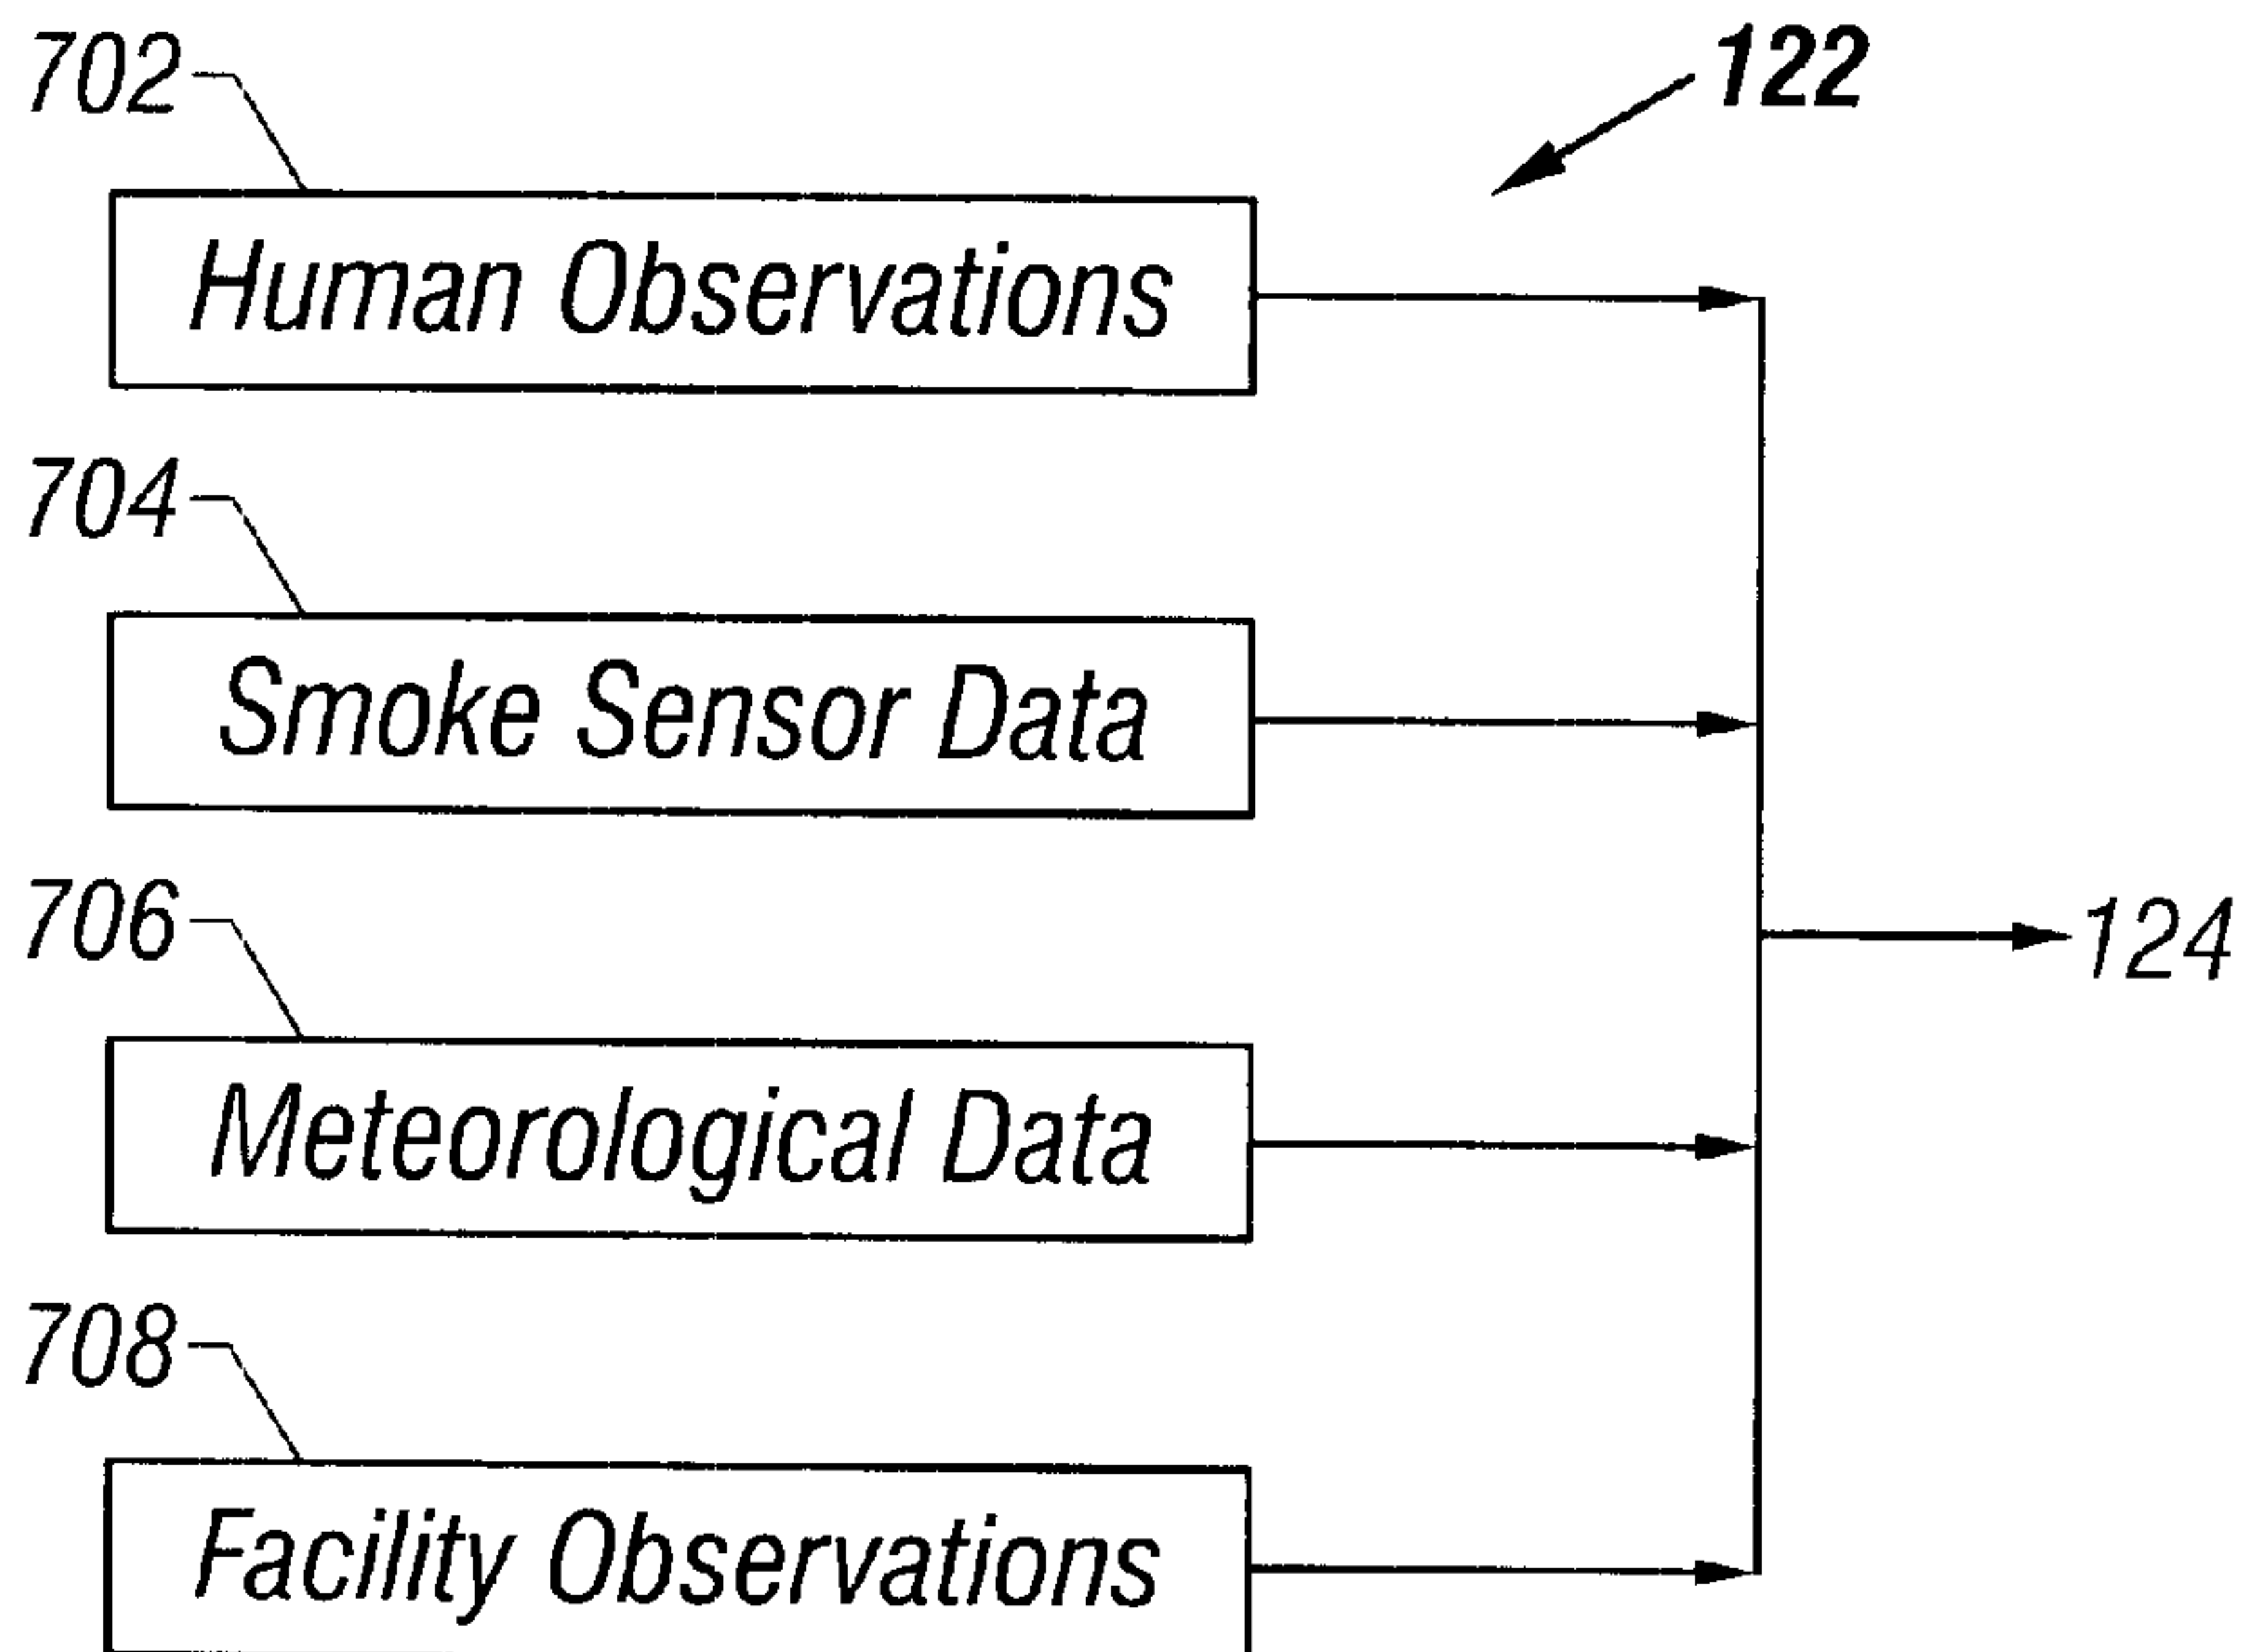 702
122
Human Observations
704
Smoke Sensor Data
706
124
Meteorological Data
708
Facility Observations